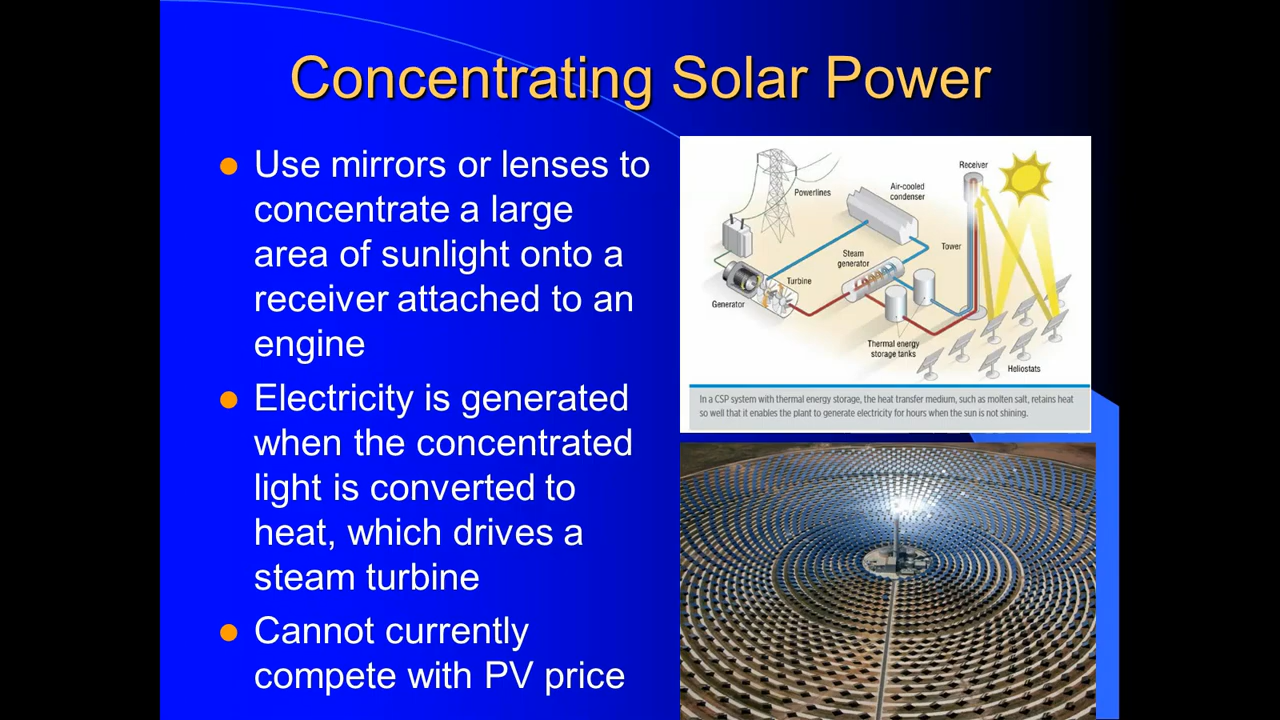 Concentrating Solar Power
Use mirrors or lenses to
concentrate a large
area of sunlight onto a
receiver attached to an
engine
Electricity is generated
when the concentrated
light is converted to
heat, which drives a
steam turbine
Cannot currently
compete with PV price
Receiver
Powerlines
Air-cooled
condenser
Tower
Steam
generator
Turbine
Generator
Thermal energy
storage tanks
Heliostats
In a CSP system with thermal energy storage, the heat transfer medium, such as molten salt, retains heat
so well that it enables the plant to generate electricity for hours when the sun is not shining.